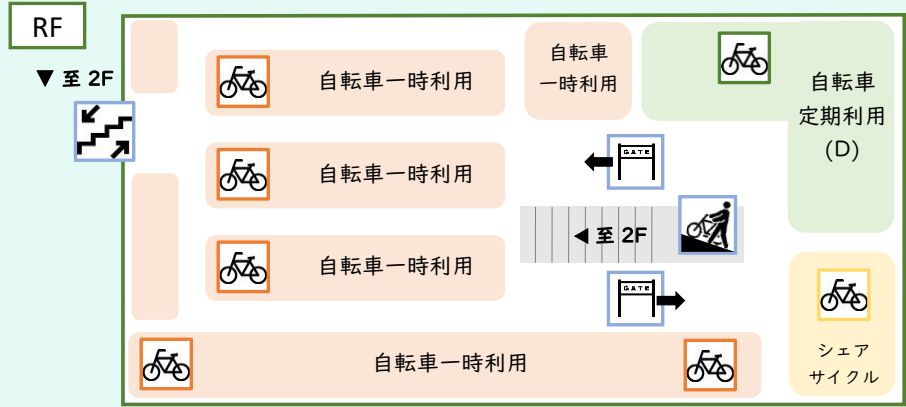 RF
▼至 2F
自転車一時利用
自転車
一時利用
自転車
定期利用
(D)
自転車一時利用
GATE
◀至 2F
自転車一時利用
GATE
自転車一時利用
シェア
サイクル